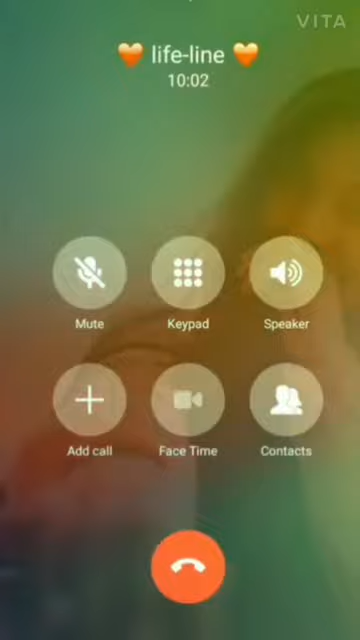 VITA
🧡 life-line 🧡
10:02
Mute
Keypad
Speaker
Add call
Face Time
Contacts